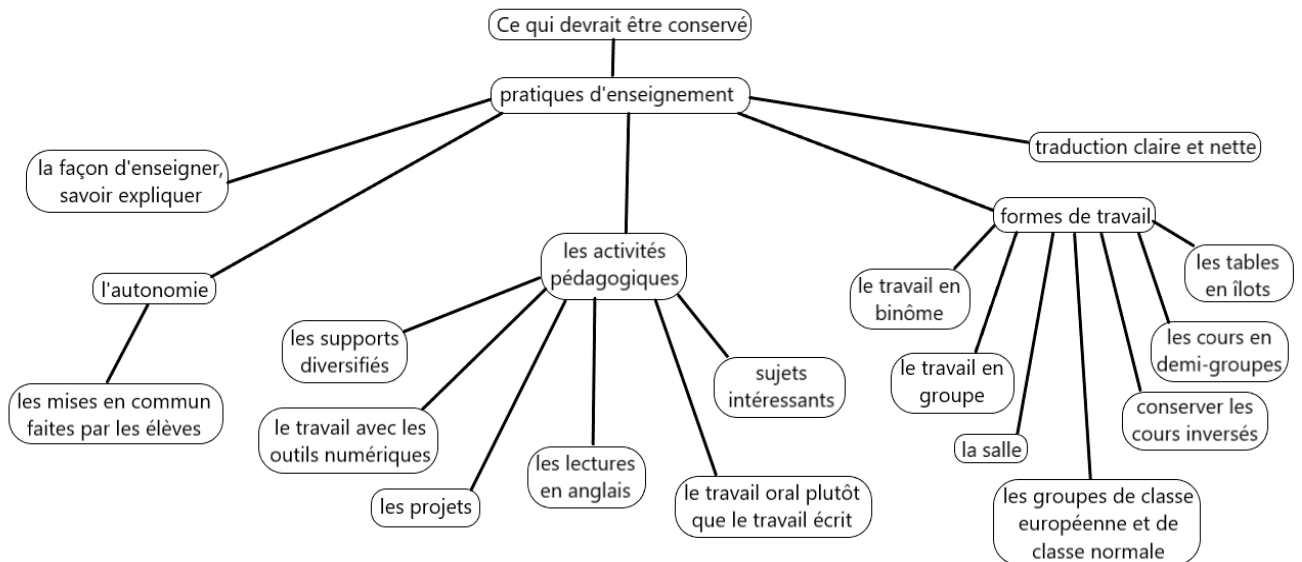 Ce qui devrait être conservé
pratiques d'enseignement
traduction claire et nette
la façon d'enseigner,
savoir expliquer
formes de travail
les activités
pédagogiques
les tables
en îlots
l'autonomie
le travail en
binôme
les supports
diversifiés
les cours en
demi-groupes
sujets
intéressants
le travail en
groupe
les mises en commun
faites par les élèves
conserver les
cours inversés
le travail avec les
outils numériques
la salle
les lectures
en anglais
les projets
le travail oral plutôt
que le travail écrit
les groupes de classe
européenne et de
classe normale